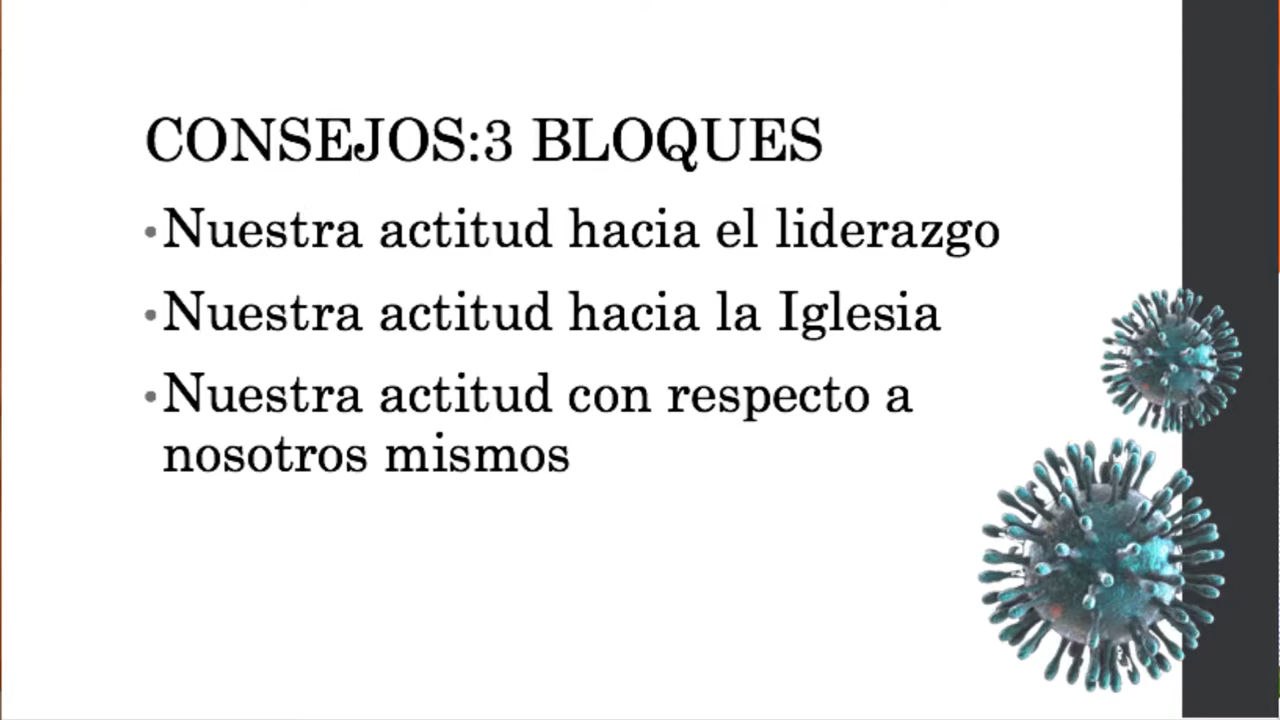 CONSEJOS:3 BLOQUES
•Nuestra actitud hacia el liderazgo
•Nuestra actitud hacia la Iglesia
•Nuestra actitud con respecto a
nosotros mismos